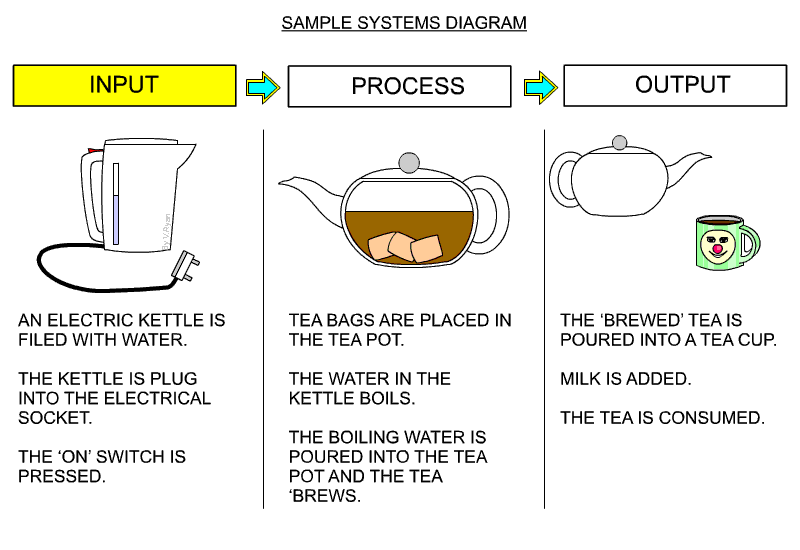 SAMPLE SYSTEMS DIAGRAM
INPUT
PROCESS
OUTPUT
By V.Ryan
AN ELECTRIC KETTLE IS
FILED WITH WATER.
THE KETTLE IS PLUG
INTO THE ELECTRICAL
SOCKET.
THE ‘ON’ SWITCH IS
PRESSED.
TEA BAGS ARE PLACED IN
THE TEA POT.
THE WATER IN THE
KETTLE BOILS.
THE BOILING WATER IS
POURED INTO THE TEA
POT AND THE TEA
‘BREWS.
THE ‘BREWED’ TEA IS
POURED INTO A TEA CUP.
MILK IS ADDED.
THE TEA IS CONSUMED.